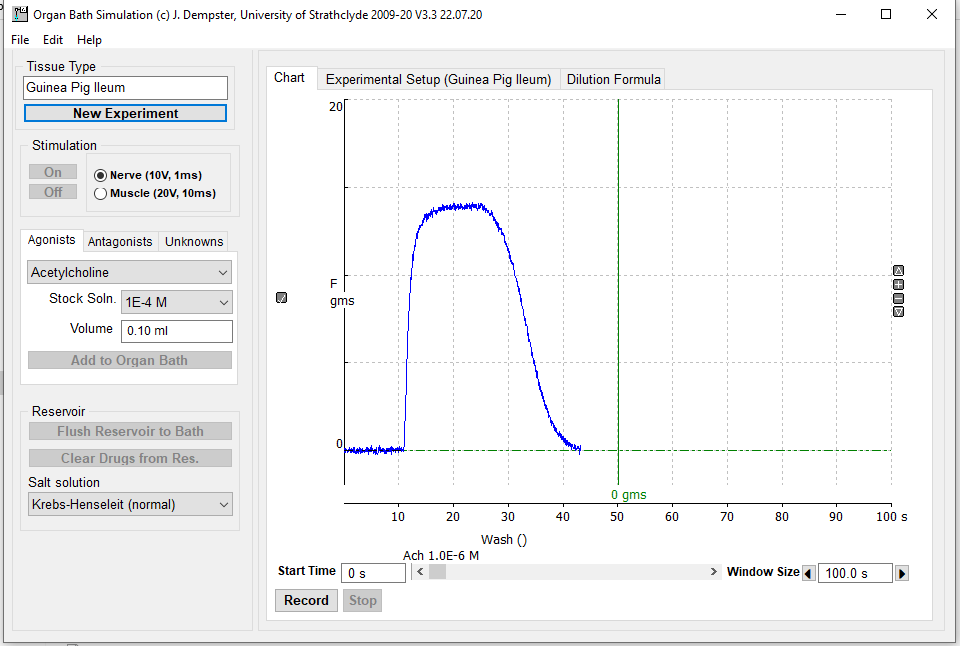 Organ Bath Simulation (c) J. Dempster, University of Strathclyde 2009-20 V3.3 22.07.20
File Edit Help
Tissue Type
Guinea Pig Ileum
New Experiment
Stimulation
On
Off
Nerve (10V, 1ms)
Muscle (20V, 10ms)
Agonists Antagonists Unknowns
Acetylcholine
Stock Soln. 1E-4 M
Volume 0.10 ml
Add to Organ Bath
Reservoir
Flush Reservoir to Bath
Clear Drugs from Res.
Salt solution
Krebs-Henseleit (normal)
Chart Experimental Setup (Guinea Pig Ileum) Dilution Formula
20
F
gms
0
0 gms
10 20 30 40 50 60 70 80 90 100 s
Wash ()
Ach 1.0E-6 M
Start Time 0 s Window Size 100.0 s
Record Stop